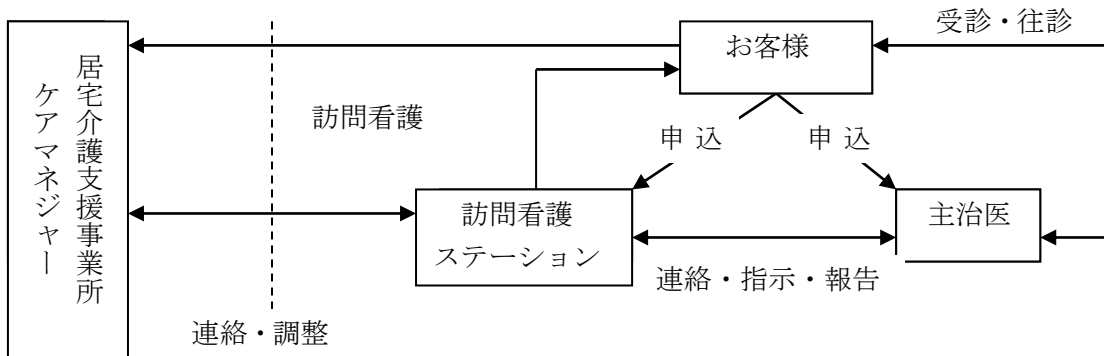 受診・往診
お客様
居宅介護支援事業所
ケアマネジャー
訪問看護
申込
申込
訪問看護
ステーション
主治医
連絡・指示・報告
連絡・調整